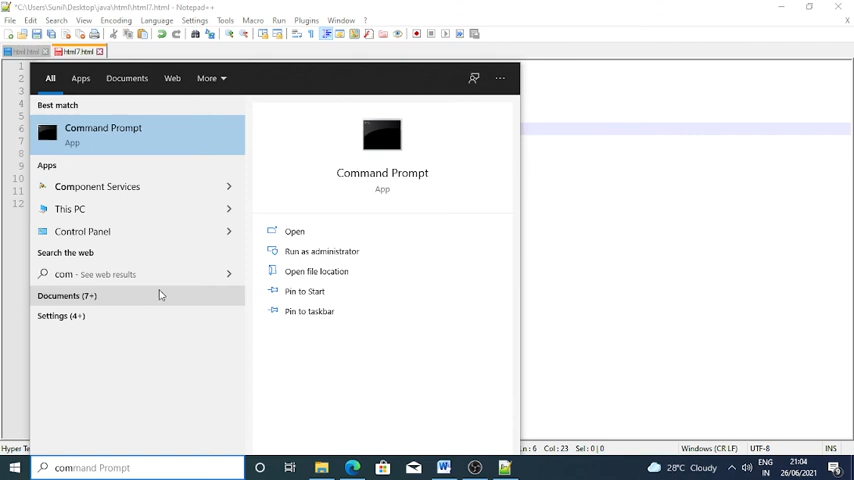 *C:\Users\Sunil\Desktop\java\html\html7.html - Notepad++
File Edit Search View Encoding Language Settings Tools Macro Run Plugins Window ?
X
html.html html7.html
1
2
3
4
5
6
7
8
9
10
11
12
All Apps Documents Web More
Best match
Command Prompt
App
Apps
Component Services
This PC
Control Panel
Search the web
com - See web results
Documents (7+)
Settings (4+)
Command Prompt
App
Open
Run as administrator
Open file location
Pin to Start
Pin to taskbar
Hyper Te
Ln : 6 Col : 23 Sel : 0 | 0 Windows (CR LF) UTF-8 INS
command Prompt
28°C Cloudy
ENG
IN
21:04
26/06/2021